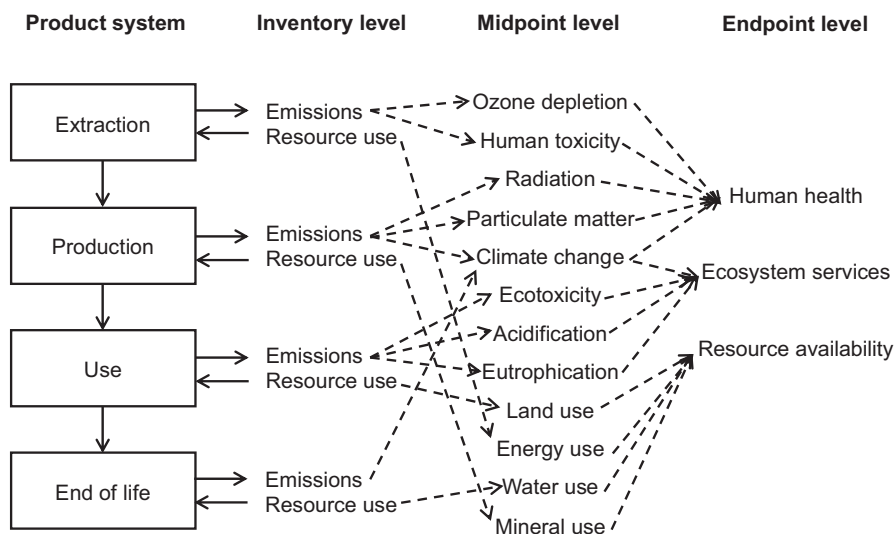 Product system
Inventory level
Midpoint level
Endpoint level
Extraction
Production
Use
End of life
Emissions
Resource use
Emissions
Resource use
Emissions
Resource use
Emissions
Resource use
Ozone depletion
Human toxicity
Radiation
Particulate matter
Climate change
Ecotoxicity
Acidification
Eutrophication
Land use
Energy use
Water use
Mineral use
Human health
Ecosystem services
Resource availability